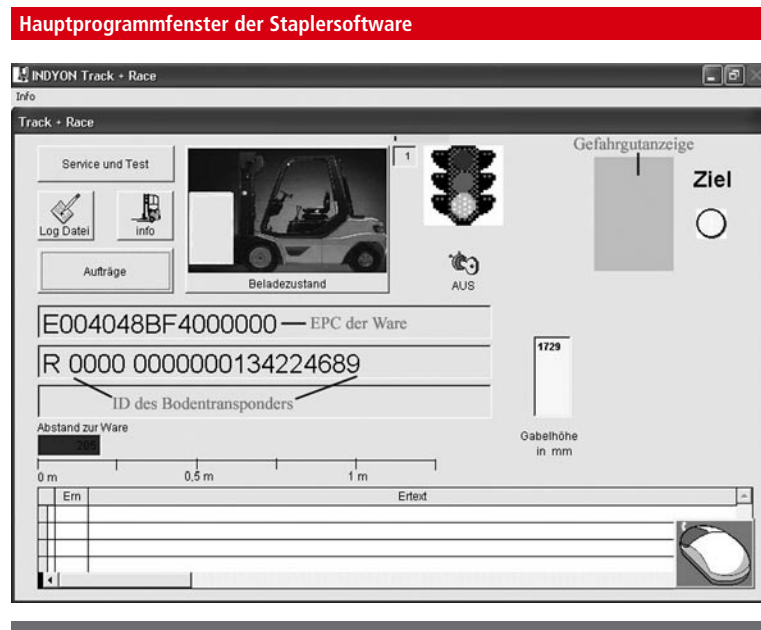 Hauptprogrammfenster der Staplersoftware
INDYON Track + Race
Info
Track + Race
Service und Test
1
Gefahrgutanzeige
Ziel
Log Datei
info
Aufträge
Beladezustand
AUS
E004048BF4000000
EPC der Ware
R 0000 0000000134224689
ID des Bodentransponders
1729
Abstand zur Ware
205
Gabelhöhe
in mm
0 m
0,5 m
1 m
Ern
Ertext